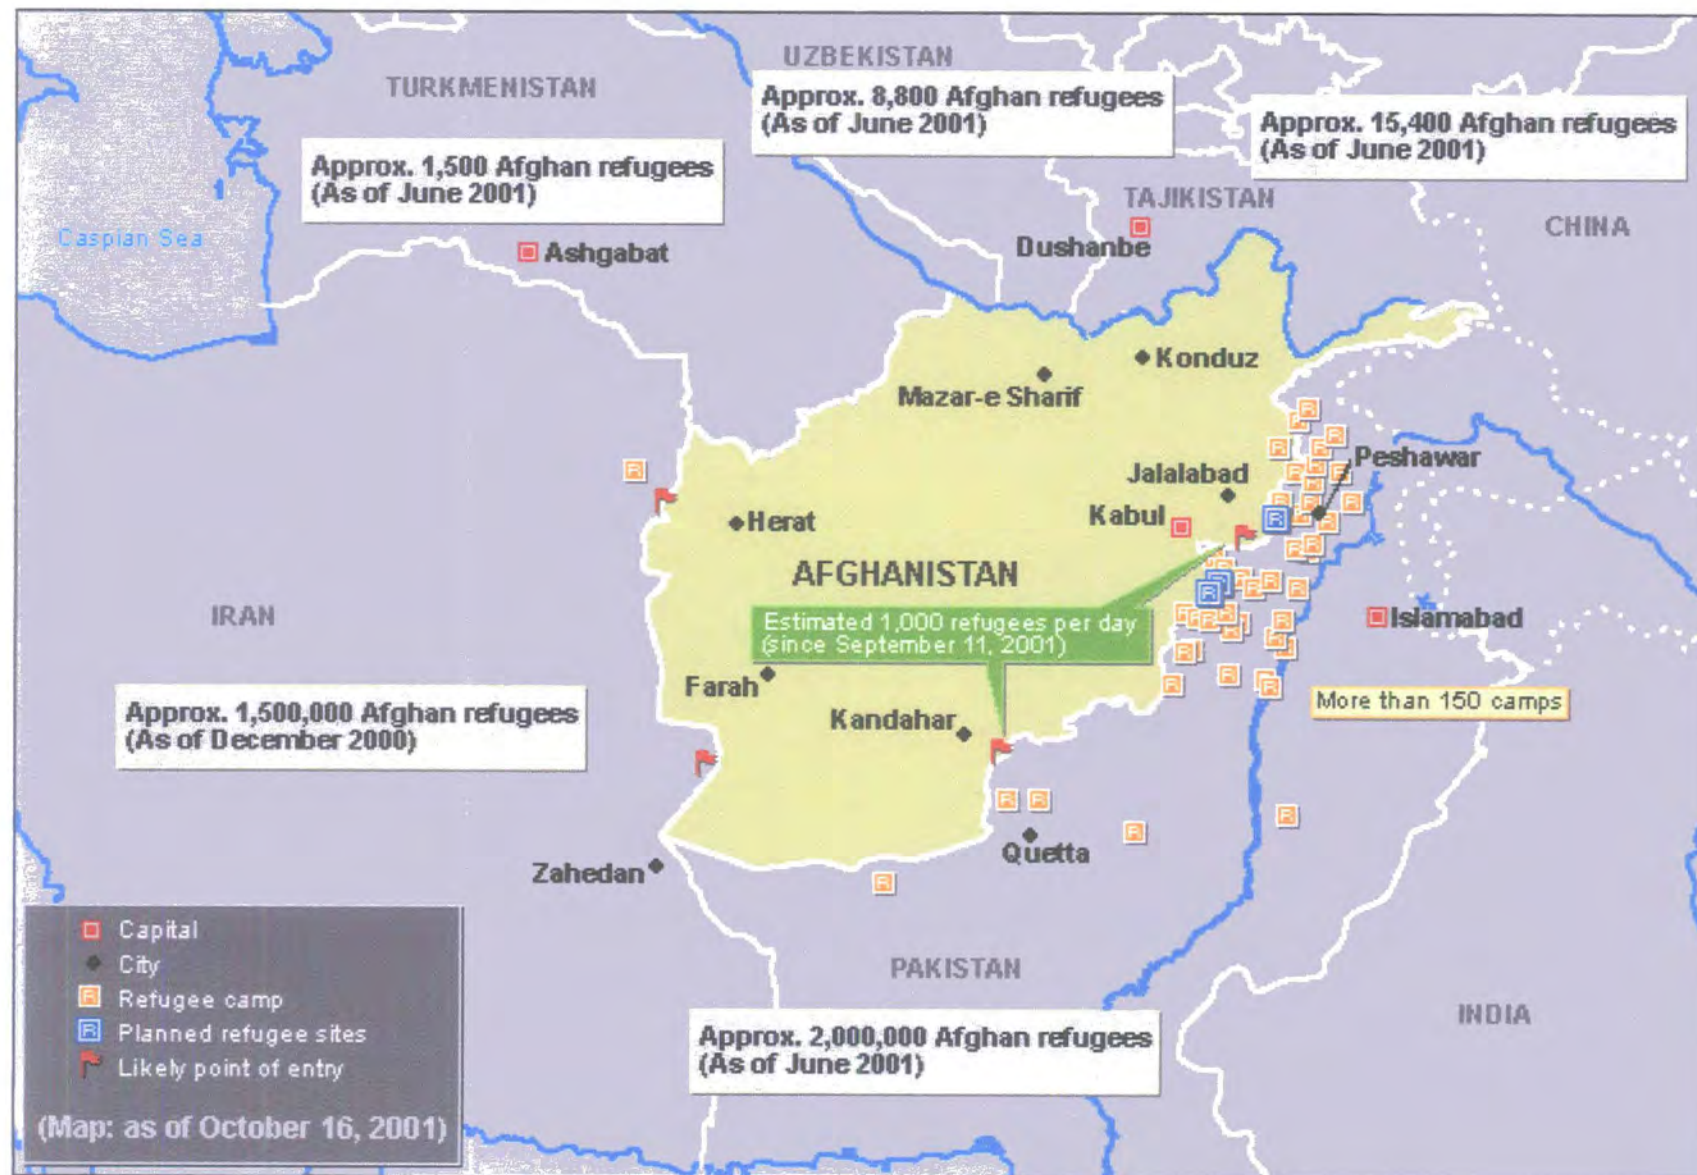 UZBEKISTAN
TURKMENISTAN
Approx. 8,800 Afghan refugees
(As of June 2001)
Approx. 15,400 Afghan refugees
(As of June 2001)
Approx. 1,500 Afghan refugees
(As of June 2001)
TAJIKISTAN
CHINA
Caspian Sea
Ashgabat
Dushanbe
Konduz
Mazar-e Sharif
Peshawar
Jalalabad
Kabul
Herat
AFGHANISTAN
IRAN
Estimated 1,000 refugees per day
(since September 11, 2001)
Islamabad
Farah
More than 150 camps
Approx. 1,500,000 Afghan refugees
(As of December 2000)
Kandahar
Quetta
Zahedan
Capital
City
R Refugee camp
R Planned refugee sites
Likely point of entry
(Map: as of October 16, 2001)
PAKISTAN
INDIA
Approx. 2,000,000 Afghan refugees
(As of June 2001)